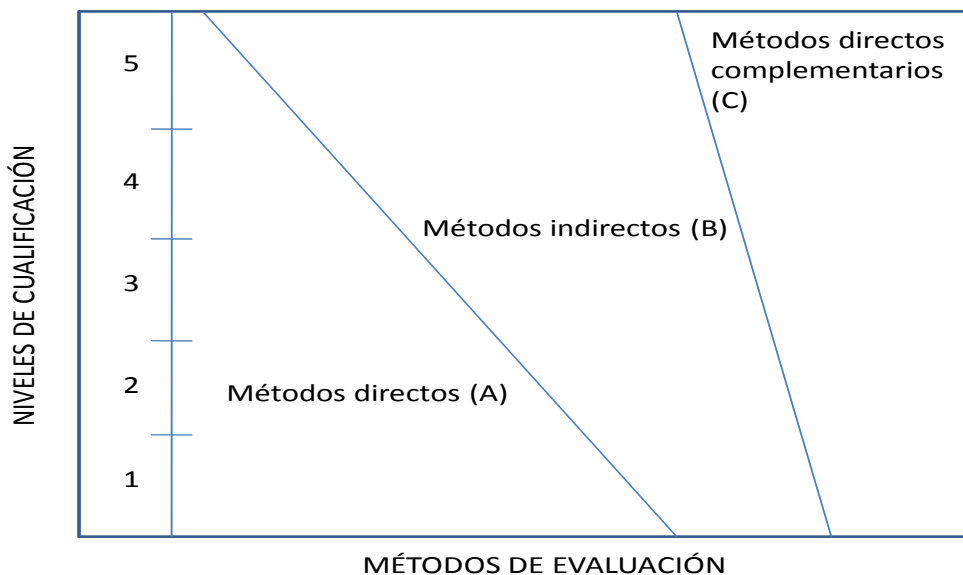 Métodos directos
complementarios
(C)
5
4
Métodos indirectos (B)
3
2
Métodos directos (A)
1
NIVELES DE CUALIFICACIÓN
MÉTODOS DE EVALUACIÓN